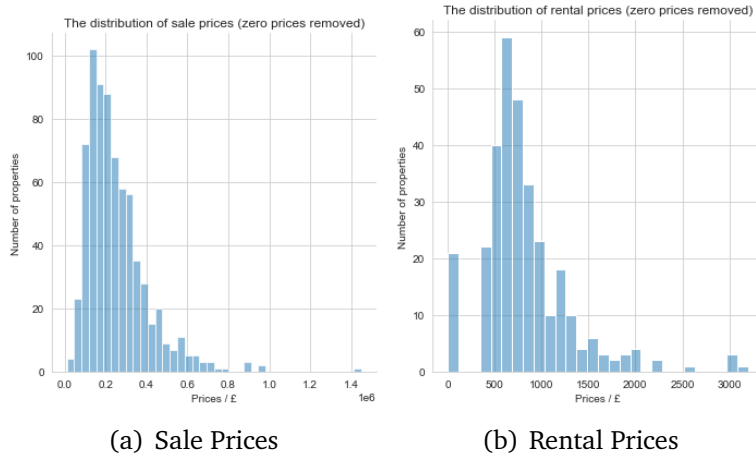 The distribution of sale prices (zero prices removed)
Number of properties
100
80
60
40
20
0
0.0 0.2 0.4 0.6 0.8 1.0 1.2 1.4
1e6
Prices / £
(a) Sale Prices
The distribution of rental prices (zero prices removed)
Number of properties
60
50
40
30
20
10
0
0 500 1000 1500 2000 2500 3000
Prices / £
(b) Rental Prices